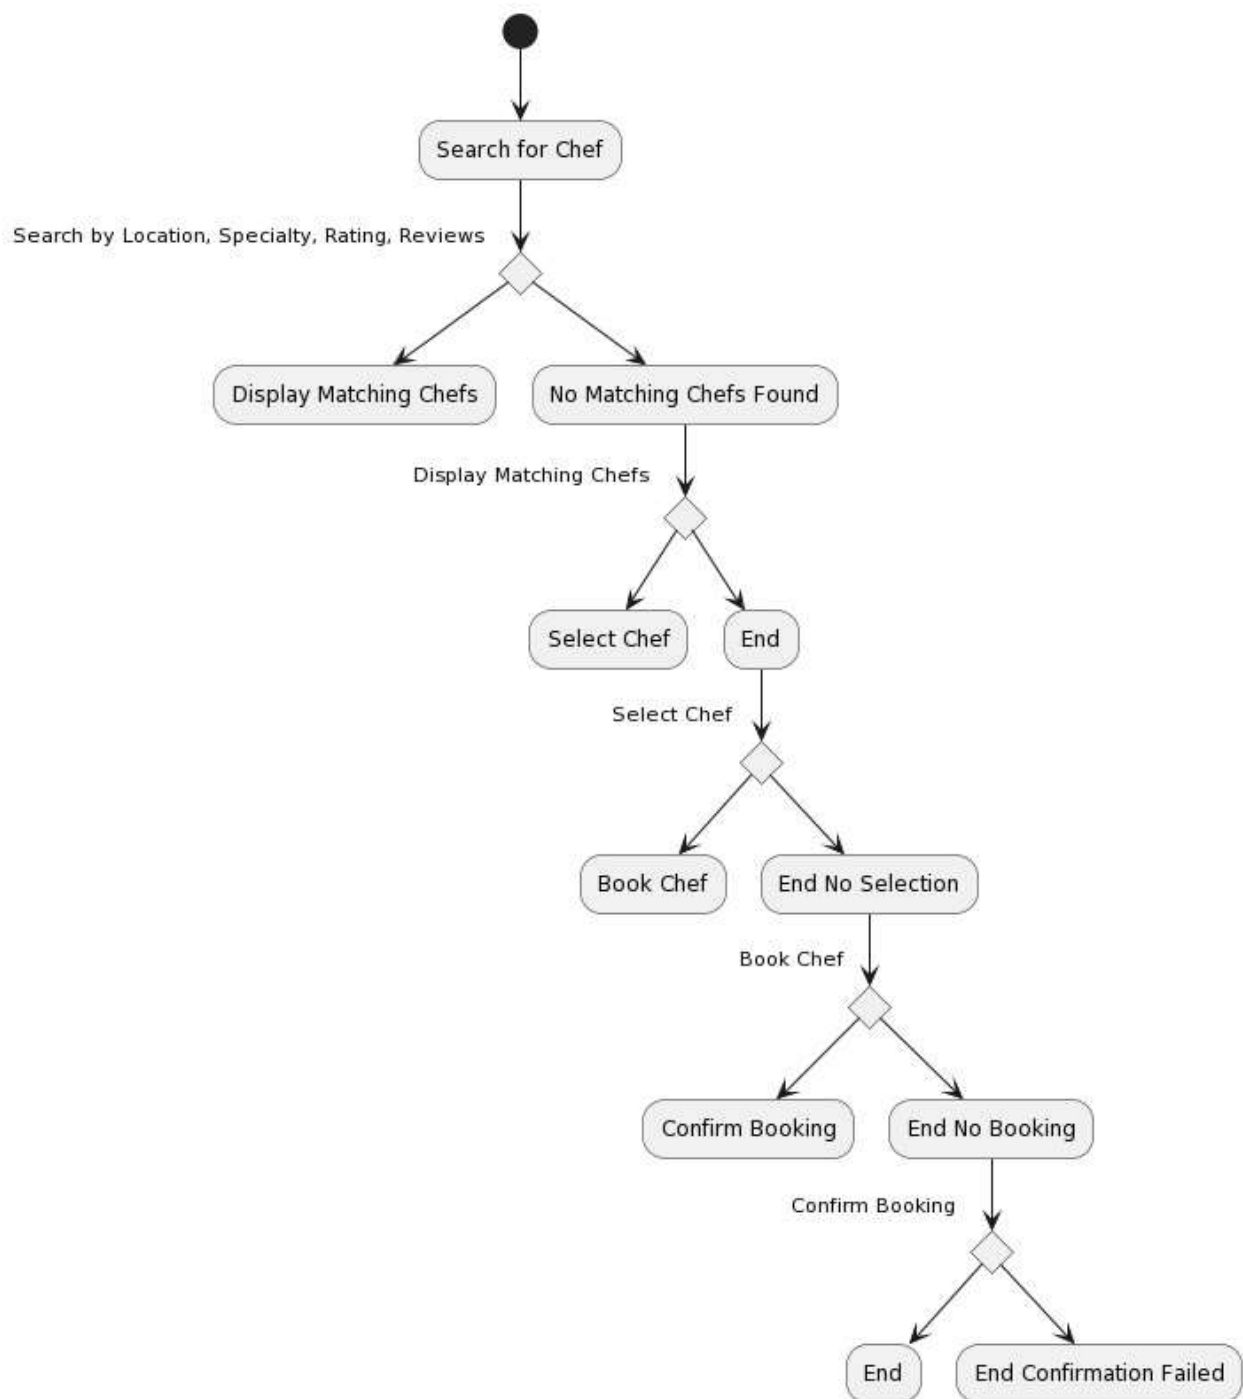 Search for Chef
Search by Location, Specialty, Rating, Reviews
Display Matching Chefs
No Matching Chefs Found
Display Matching Chefs
Select Chef
End
Select Chef
Book Chef
End No Selection
Book Chef
Confirm Booking
End No Booking
Confirm Booking
End
End Confirmation Failed